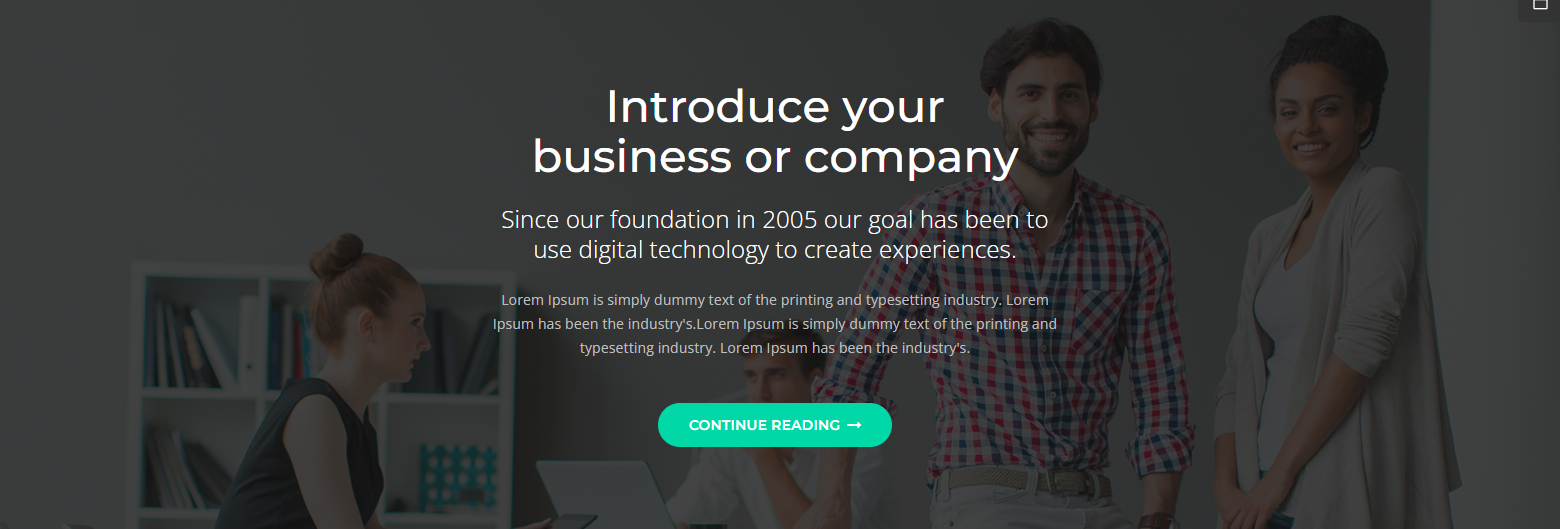 Introduce your
business or company
Since our foundation in 2005 our goal has been to
use digital technology to create experiences.
Lorem Ipsum is simply dummy text of the printing and typesetting industry. Lorem
Ipsum has been the industry's.Lorem Ipsum is simply dummy text of the printing and
typesetting industry. Lorem Ipsum has been the industry's.
CONTINUE READING →